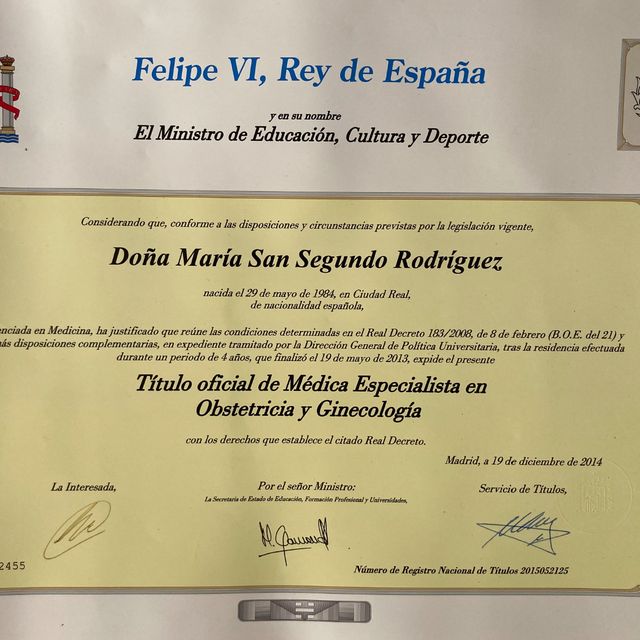 Felipe VI, Rey de España
y en su nombre
El Ministro de Educación, Cultura y Deporte
Considerando que, conforme a las disposiciones y circunstancias previstas por la legislación vigente,
Doña María San Segundo Rodríguez
nacida el 29 de mayo de 1984, en Ciudad Real,
de nacionalidad española,
enciada en Medicina, ha justificado que reúne las condiciones determinadas en el Real Decreto 183/2008, de 8 de febrero (B.O.E. del 21) y
más disposiciones complementarias, en expediente tramitado por la Dirección General de Política Universitaria, tras la residencia efectuada
durante un periodo de 4 años, que finalizó el 19 de mayo de 2013, expide el presente
Título oficial de Médica Especialista en
Obstetricia y Ginecología
con los derechos que establece el citado Real Decreto.
Madrid, a 19 de diciembre de 2014
La Interesada,
Por el señor Ministro:
La Secretaria de Estado de Educación, Formación Profesional y Universidades,
Servicio de Títulos,
2455
Número de Registro Nacional de Títulos 2015052125